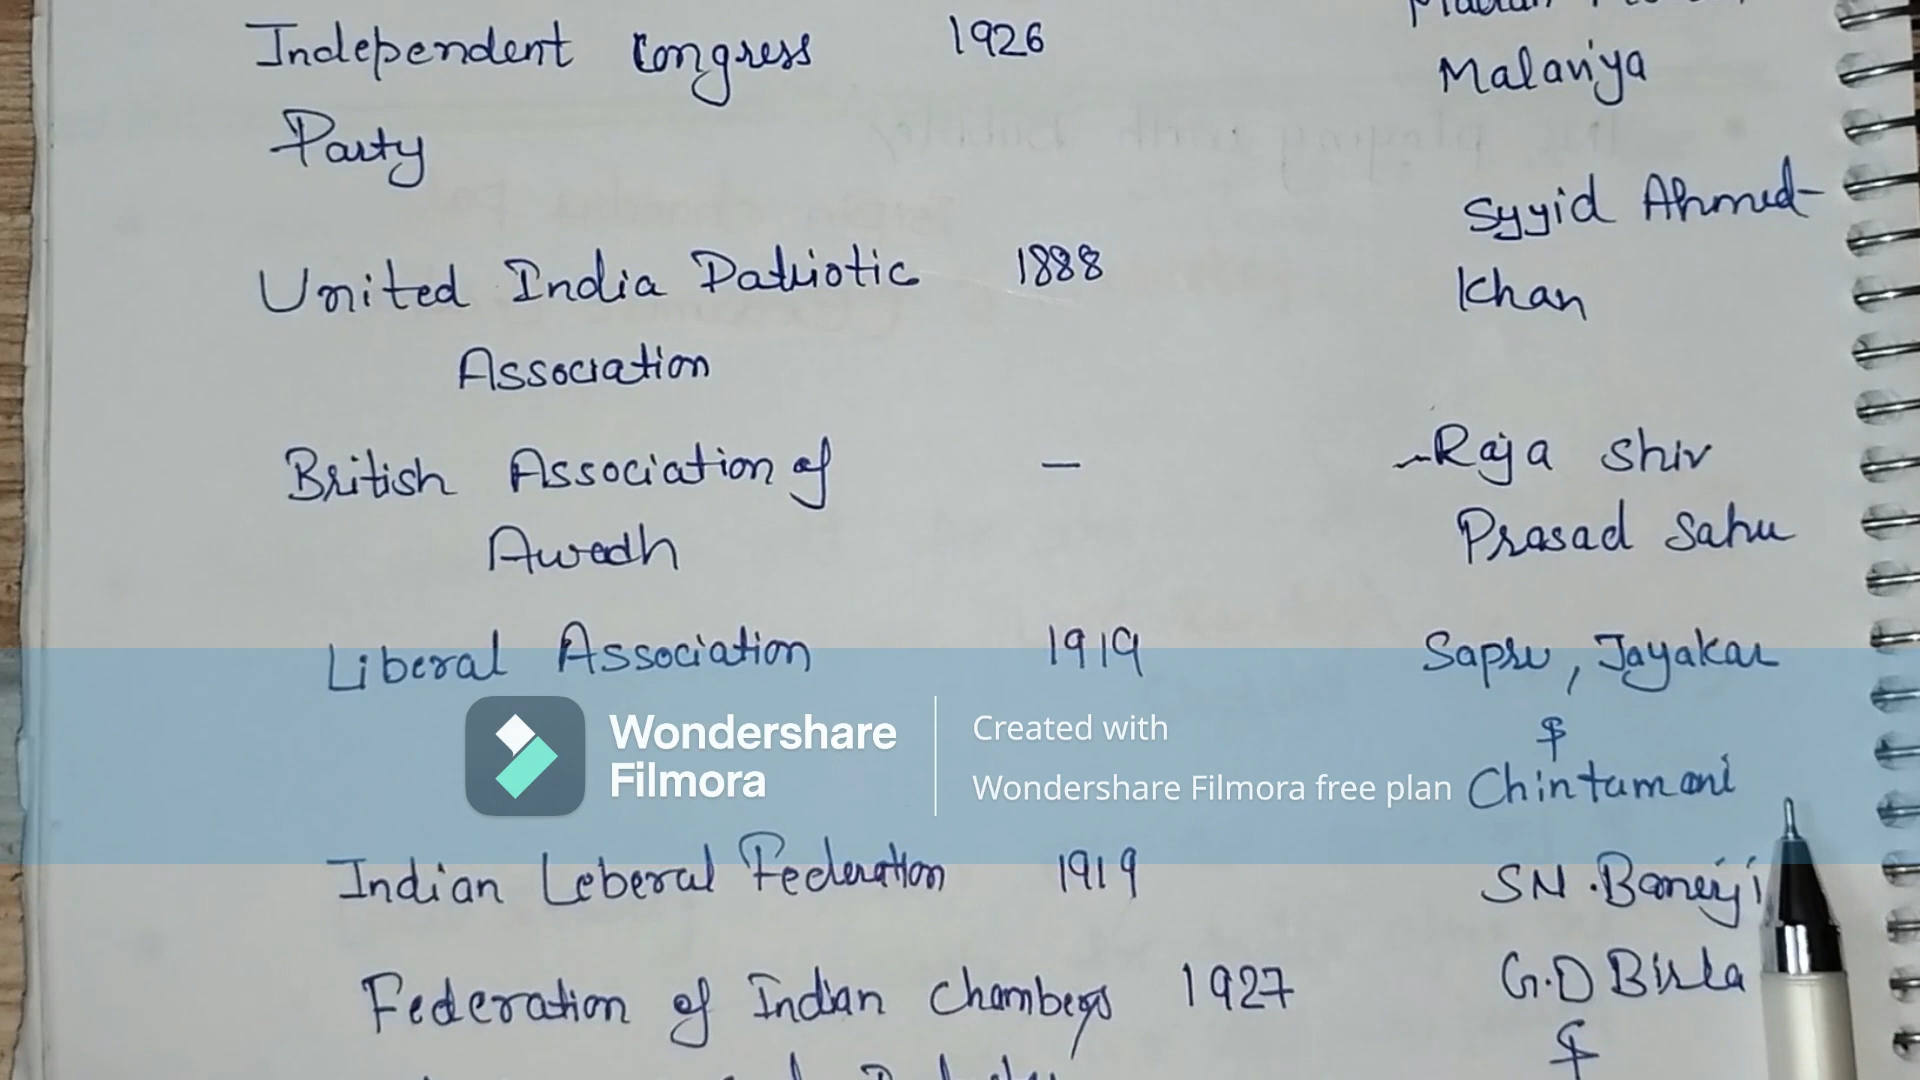 Independent Congress 1926
Malaviya
Party
Syyid Ahmed
United India Patriotic 1888
Khan
Association
British Association of — Raja Shiv
Awadh Prasad Sahu
Liberal Association 1919 Sapru, Jayakar
&
Wondershare Filmora
Created with
Wondershare Filmora free plan
Chintamani
Indian Leberal Federation 1919 SN. Banerji
G.D Birla
Federation of Indian Chambers 1927
&